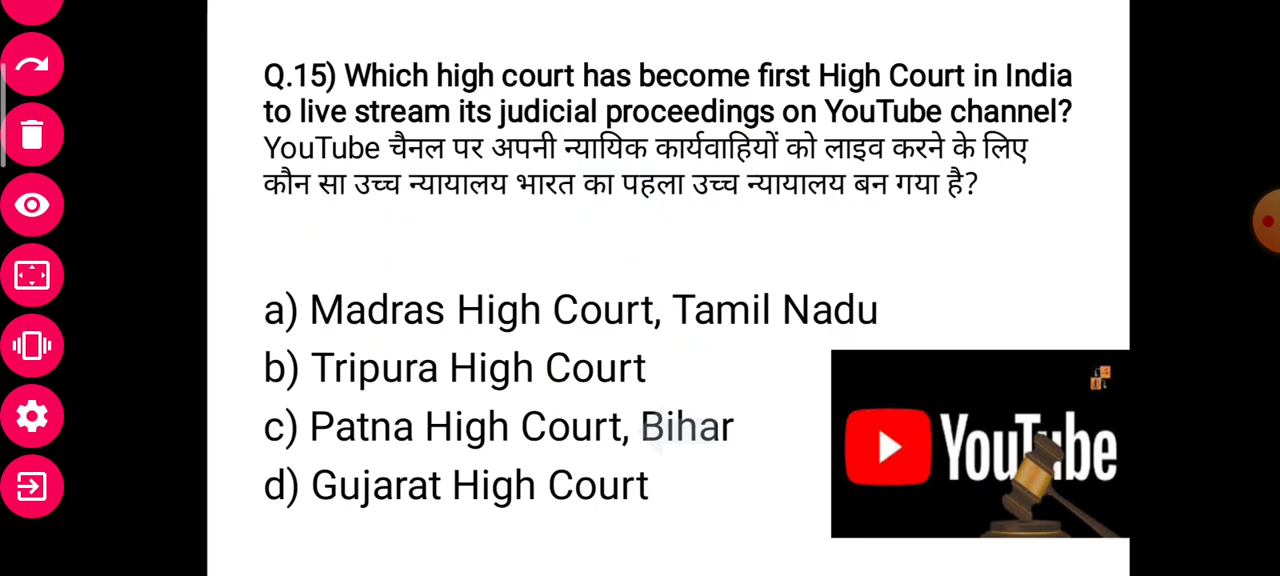 Q.15) Which high court has become first High Court in India
to live stream its judicial proceedings on YouTube channel?
YouTube चैनल पर अपनी न्यायिक कार्यवाहियों को लाइव करने के लिए
कौन सा उच्च न्यायालय भारत का पहला उच्च न्यायालय बन गया है?
a) Madras High Court, Tamil Nadu
b) Tripura High Court
c) Patna High Court, Bihar
d) Gujarat High Court
YouTube